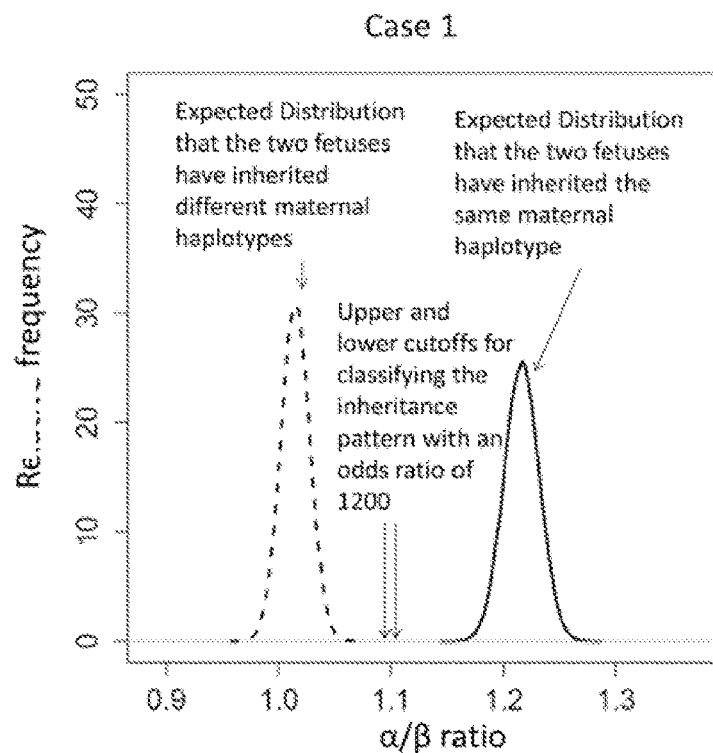 Case 1
50
40
30
20
10
0
frequency
Expected Distribution
that the two fetuses
have inherited
different maternal
haplotypes
Expected Distribution
that the two fetuses
have inherited the
same maternal
haplotype
Upper and
lower cutoffs for
classifying the
inheritance
pattern with an
odds ratio of
1200
0.9 1.0 1.1 1.2 1.3
α/β ratio